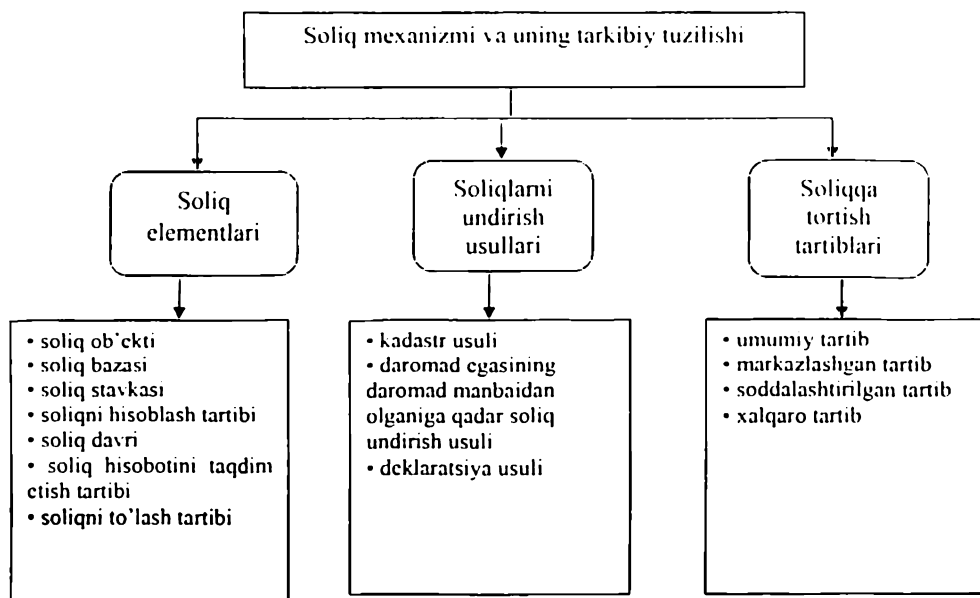 Soliq mexanizmi va uning tarkibiy tuzilishi
Soliq
elementlari
Soliqlarni
undirish
usullari
Soliqqa
tortish
tartiblari
• soliq ob'ekti
• soliq bazasi
• soliq stavkasi
• soliqni hisoblash tartibi
• soliq davri
• soliq hisobotini taqdim
etish tartibi
• soliqni to'lash tartibi
• kadastr usuli
• daromad egasining
daromad manbaidan
olganiga qadar soliq
undirish usuli
• deklaratsiya usuli
• umumiy tartib
• markazlashgan tartib
• soddalashtirilgan tartib
• xalqaro tartib